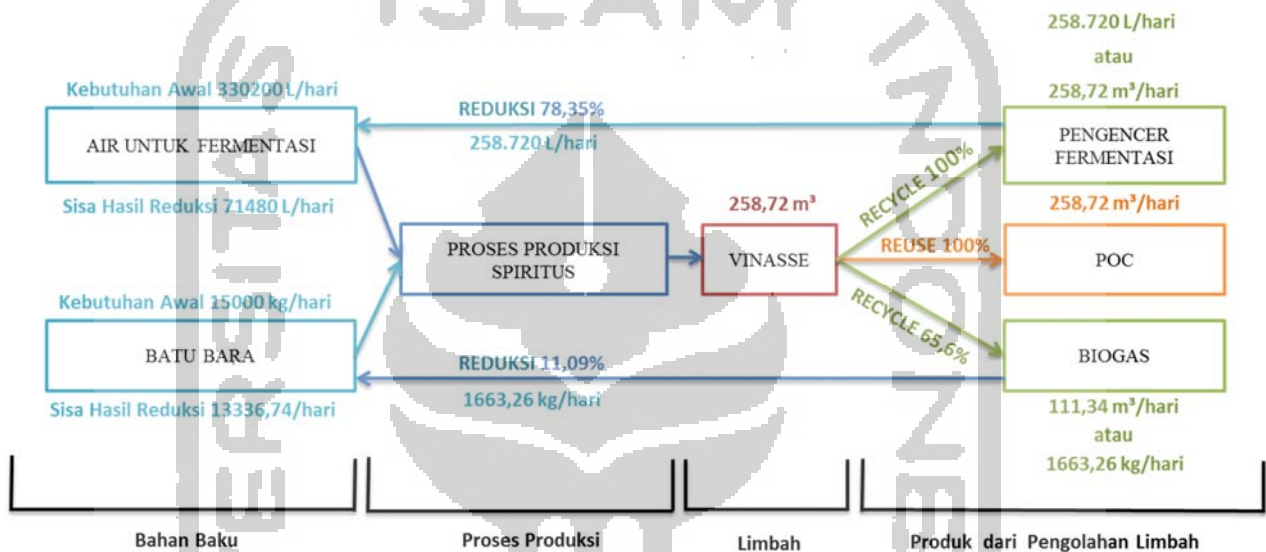 ISLAM
258.720 L/hari
atau
258,72 m³/hari
Kebutuhan Awal 330200 L/hari
AIR UNTUK FERMENTASI
Sisa Hasil Reduksi 71480 L/hari
REDUKSI 78,35%
258.720 L/hari
PENGENCER
FERMENTASI
RECYCLE 100%
258,72 m³/hari
PROSES PRODUKSI
SPIRITUS
258,72 m³
VINASSE
REUSE 100%
POC
Kebutuhan Awal 15000 kg/hari
BATU BARA
Sisa Hasil Reduksi 13336,74/hari
REDUKSI 11,09%
1663,26 kg/hari
RECYCLE 65,6%
BIOGAS
111,34 m³/hari
atau
1663,26 kg/hari
Bahan Baku
Proses Produksi
Limbah
Produk dari Pengolahan Limbah